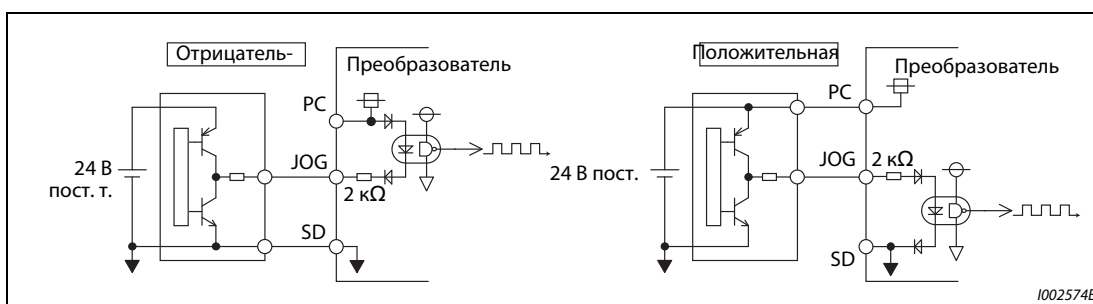 Отрицатель-
Преобразователь
PC
24 В
пост. т.
JOG
2 кΩ
SD
Положительная
Преобразователь
PC
24 В пост.
JOG
2 кΩ
SD
I002574E